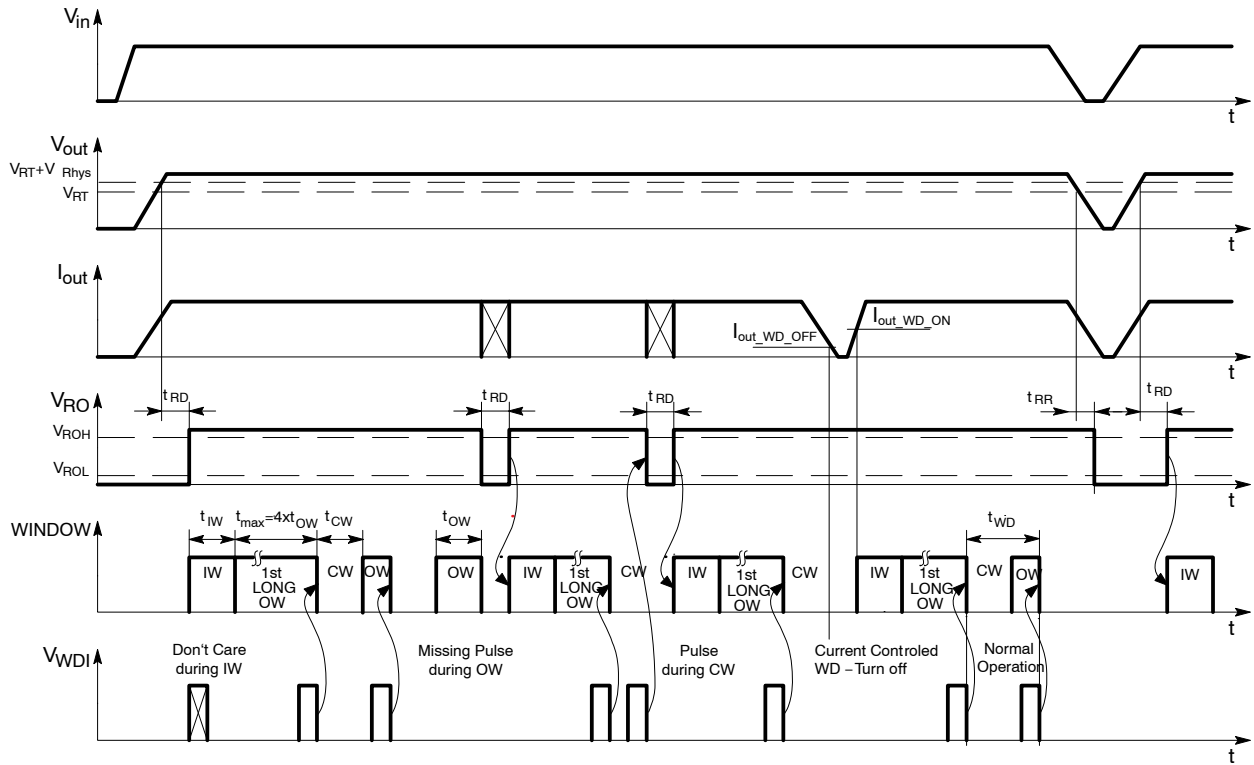 Vin
t
Vout
VRT+V Rhys
VRT
t
Iout
Iout_WD_OFF
Iout_WD_ON
t
VRO
tRD
tRD
tRD
tRR
tRD
VROH
VROL
t
WINDOW
tIW
tmax=4xtOW
tCW
tOW
tWD
IW
1st LONG OW
CW
OW
OW
IW
1st LONG OW
CW
IW
1st LONG OW
CW
IW
1st LONG OW
CW
OW
IW
t
VWDI
Don't Care
during IW
Missing Pulse
during OW
Pulse
during CW
Current Controled
WD –Turn off
Normal
Operation
t